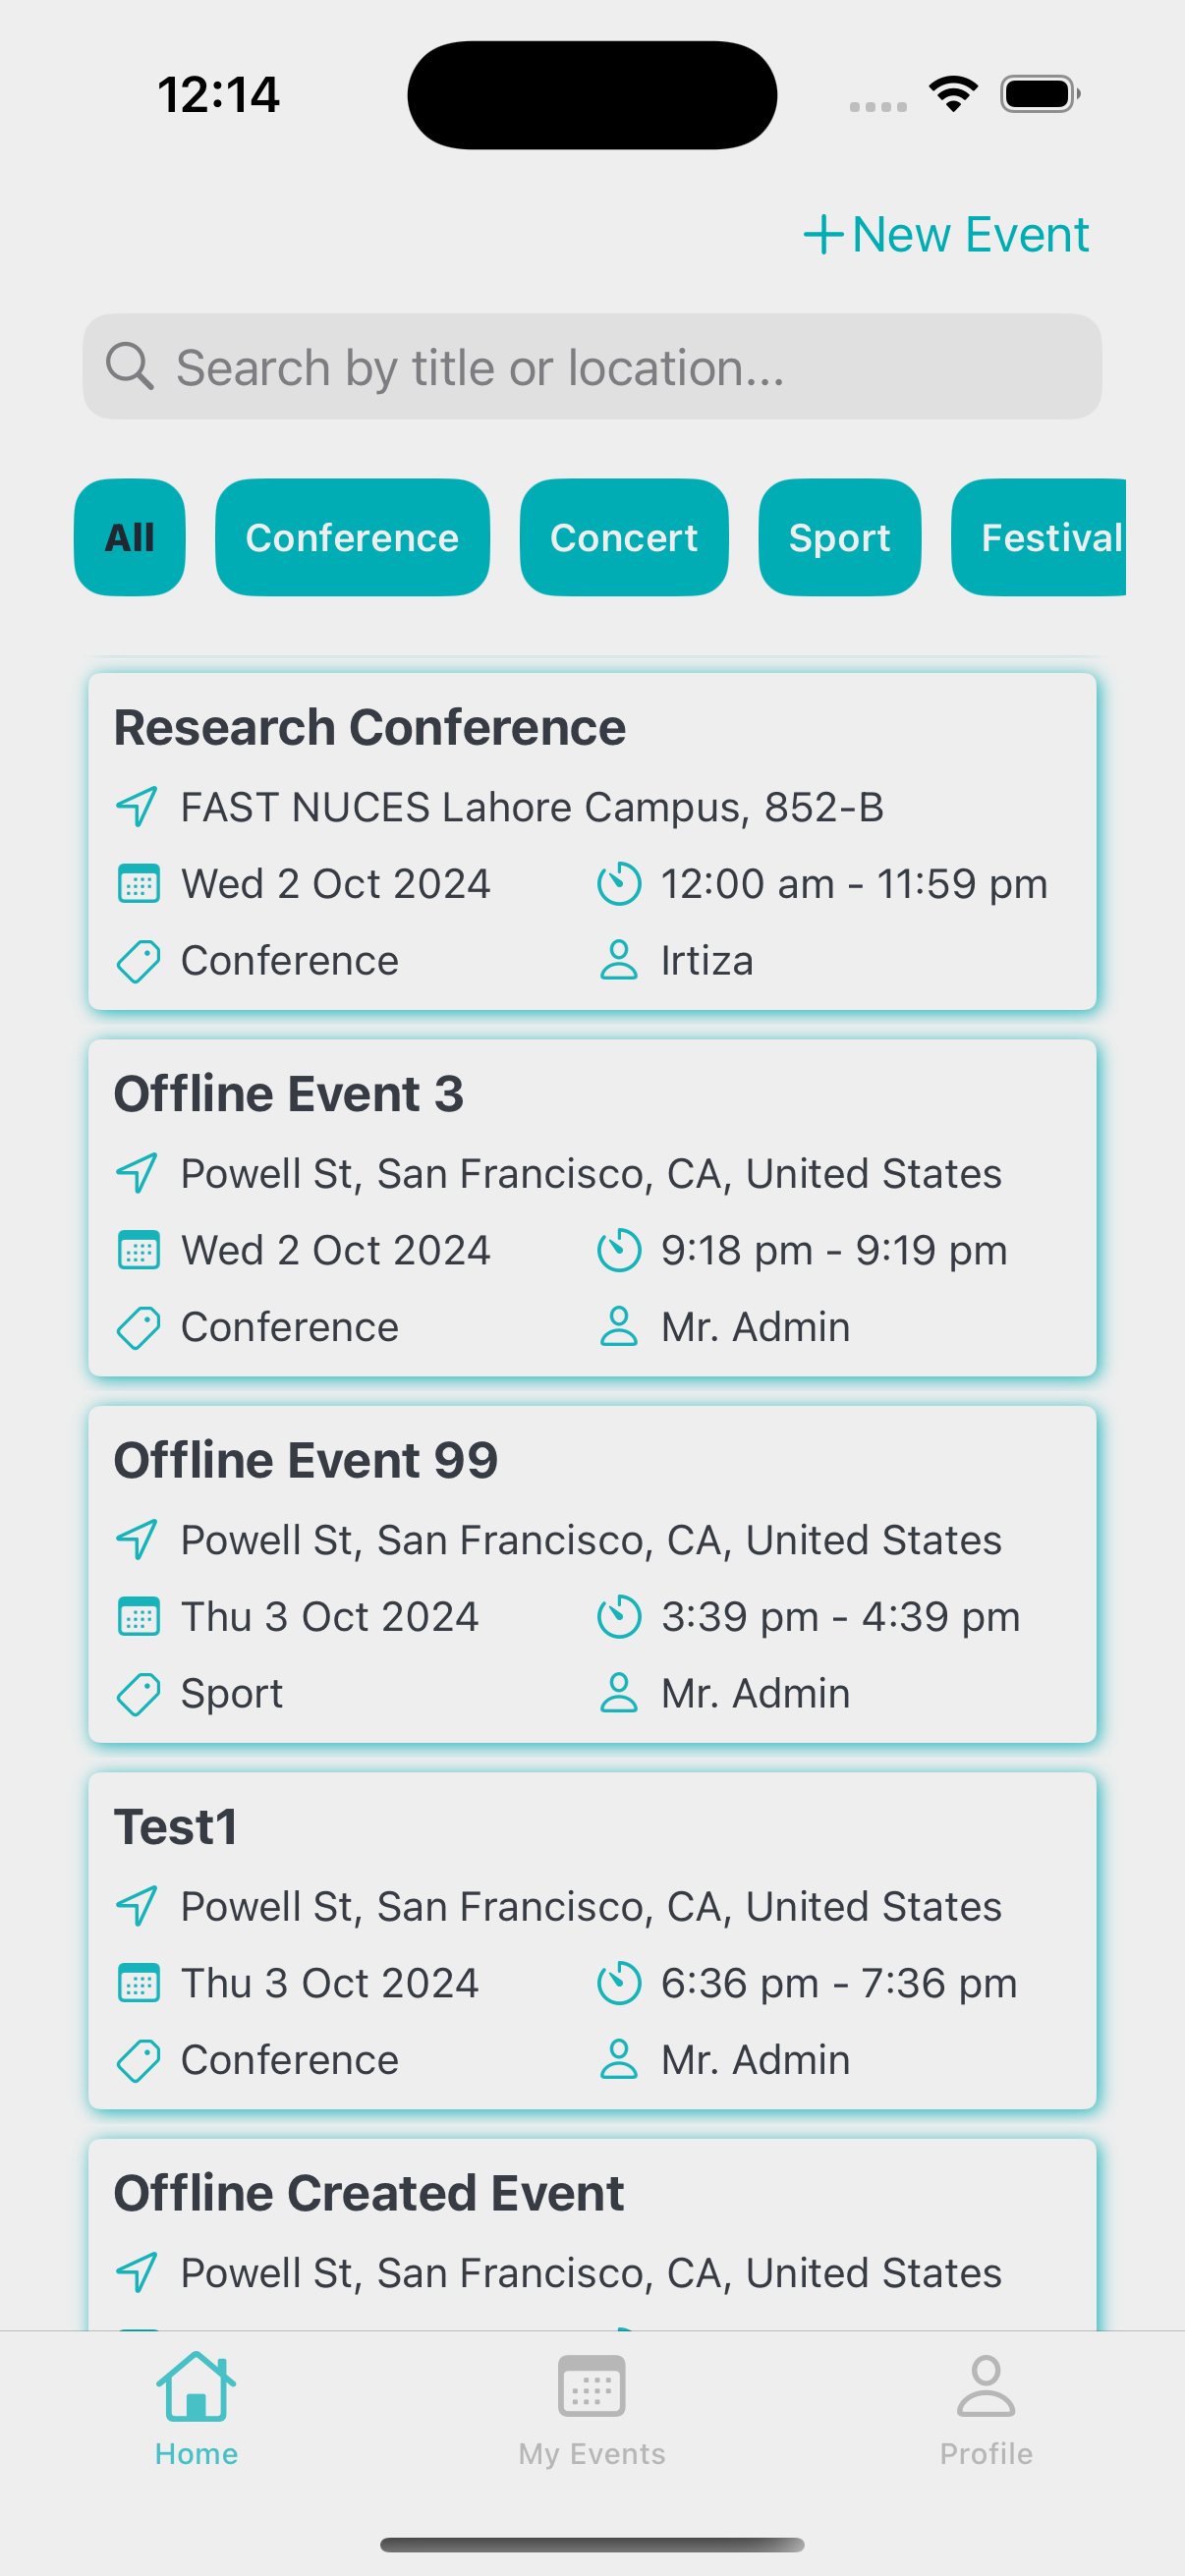 12:14
New Event
Search by title or location...
All Conference Concert Sport Festival
Research Conference
FAST NUCES Lahore Campus, 852-B
Wed 2 Oct 2024 12:00 am - 11:59 pm
Conference Irtiza
Offline Event 3
Powell St, San Francisco, CA, United States
Wed 2 Oct 2024 9:18 pm - 9:19 pm
Conference Mr. Admin
Offline Event 99
Powell St, San Francisco, CA, United States
Thu 3 Oct 2024 3:39 pm - 4:39 pm
Sport Mr. Admin
Test1
Powell St, San Francisco, CA, United States
Thu 3 Oct 2024 6:36 pm - 7:36 pm
Conference Mr. Admin
Offline Created Event
Powell St, San Francisco, CA, United States
Home My Events Profile